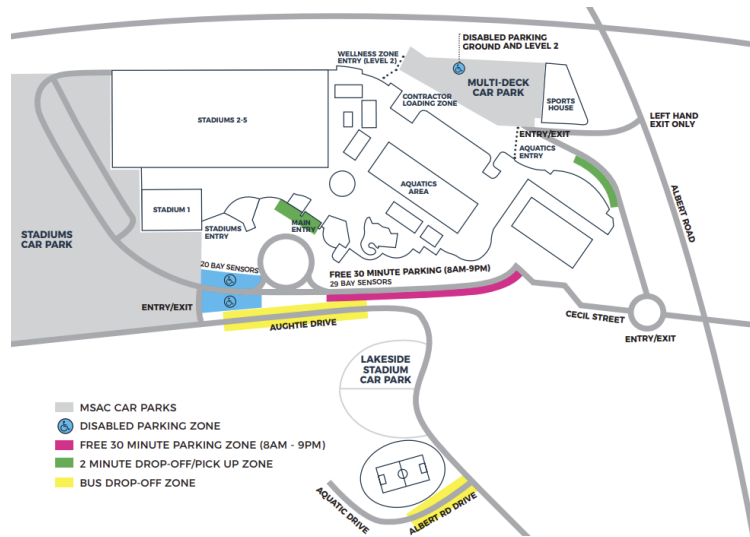 DISABLED PARKING
GROUND AND LEVEL 2
WELLNESS ZONE
ENTRY (LEVEL 2)
MULTI-DECK
CAR PARK
SPORTS
HOUSE
CONTRACTOR
LOADING ZONE
LEFT HAND
EXIT ONLY
ENTRY/EXIT
AQUATICS
ENTRY
STADIUMS 2-5
AQUATICS
AREA
ALBERT ROAD
STADIUM 1
STADIUMS
ENTRY
MAIN
ENTRY
STADIUMS
CAR PARK
20 BAY SENSORS
FREE 30 MINUTE PARKING (8AM-9PM)
29 BAY SENSORS
ENTRY/EXIT
AUGHTIE DRIVE
CECIL STREET
ENTRY/EXIT
LAKESIDE
STADIUM
CAR PARK
MSAC CAR PARKS
DISABLED PARKING ZONE
FREE 30 MINUTE PARKING ZONE (8AM - 9PM)
2 MINUTE DROP-OFF/PICK UP ZONE
BUS DROP-OFF ZONE
AQUATIC DRIVE
ALBERT RD DRIVE